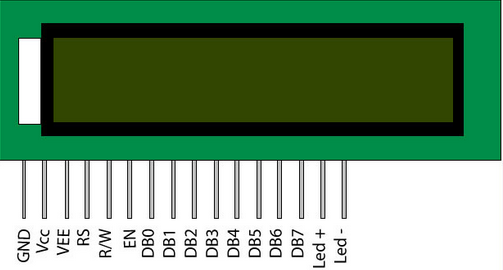 GND
Vcc
VEE
RS
R/W
EN
DB0
DB1
DB2
DB3
DB4
DB5
DB6
DB7
Led +
Led -